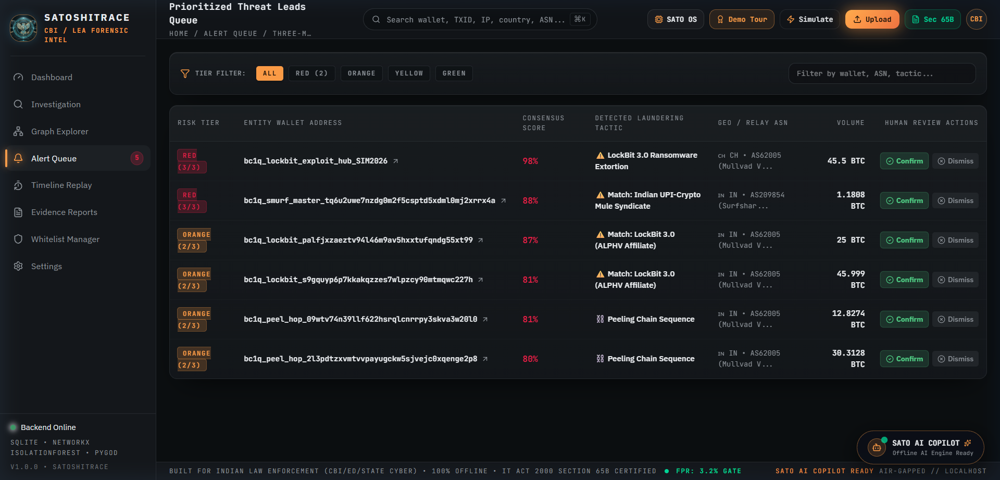 SATOSHITRACE
CBI / LEA FORENSIC
INTEL
Dashboard
Investigation
Graph Explorer
Alert Queue
5
Timeline Replay
Evidence Reports
Whitelist Manager
Settings
Backend Online
SQLITE • NETWORKX
ISOLATIONFOREST • PYGOD
V1.0.0 • SATOSHITRACE
Prioritized Threat Leads
Queue
HOME / ALERT QUEUE / THREE-M…
Search wallet, TXID, IP, country, ASN... ⌘K
SATO OS
Demo Tour
Simulate
Upload
Sec 65B
CBI
TIER FILTER: ALL RED (2) ORANGE YELLOW GREEN
Filter by wallet, ASN, tactic...
RISK TIER
ENTITY WALLET ADDRESS
CONSENSUS
SCORE
DETECTED LAUNDERING
TACTIC
GEO / RELAY ASN
VOLUME
HUMAN REVIEW ACTIONS
RED
(3/3)
bc1q_lockbit_exploit_hub_SIM2026 ↗
98%
⚠️ LockBit 3.0 Ransomware
Extortion
CH CH • AS62005
(Mullvad V...
45.5 BTC
Confirm
Dismiss
RED
(3/3)
bc1q_smurf_master_tq6u2uwe7nzdg0m2f5csptd5xdml0mj2xrrx4a ↗
88%
⚠️ Match: Indian UPI-Crypto
Mule Syndicate
IN IN • AS209854
(Surfshar...
1.1808
BTC
Confirm
Dismiss
ORANGE
(2/3)
bc1q_lockbit_palfjxzaeztv94l46m9av5hxxtufqndg55xt99 ↗
87%
⚠️ Match: LockBit 3.0
(ALPHV Affiliate)
IN IN • AS62005
(Mullvad V...
25 BTC
Confirm
Dismiss
ORANGE
(2/3)
bc1q_lockbit_s9gquyp6p7kkakqzzes7wlpzcy90mtmqwc227h ↗
81%
⚠️ Match: LockBit 3.0
(ALPHV Affiliate)
IN IN • AS62005
(Mullvad V...
45.999
BTC
Confirm
Dismiss
ORANGE
(2/3)
bc1q_peel_hop_09wtv74n39llf622hsrqlcnrrpy3skva3w20l0 ↗
81%
⛓️ Peeling Chain Sequence
IN IN • AS62005
(Mullvad V...
12.8274
BTC
Confirm
Dismiss
ORANGE
(2/3)
bc1q_peel_hop_2l3pdtzxvmtvvpayugckw5sjvejc0xqenge2p8 ↗
80%
⛓️ Peeling Chain Sequence
IN IN • AS62005
(Mullvad V...
30.3128
BTC
Confirm
Dismiss
SATO AI COPILOT
Offline AI Engine Ready
BUILT FOR INDIAN LAW ENFORCEMENT (CBI/ED/STATE CYBER) • 100% OFFLINE • IT ACT 2000 SECTION 65B CERTIFIED ● FPR: 3.2% GATE
SATO AI COPILOT READY AIR-GAPPED // LOCALHOST